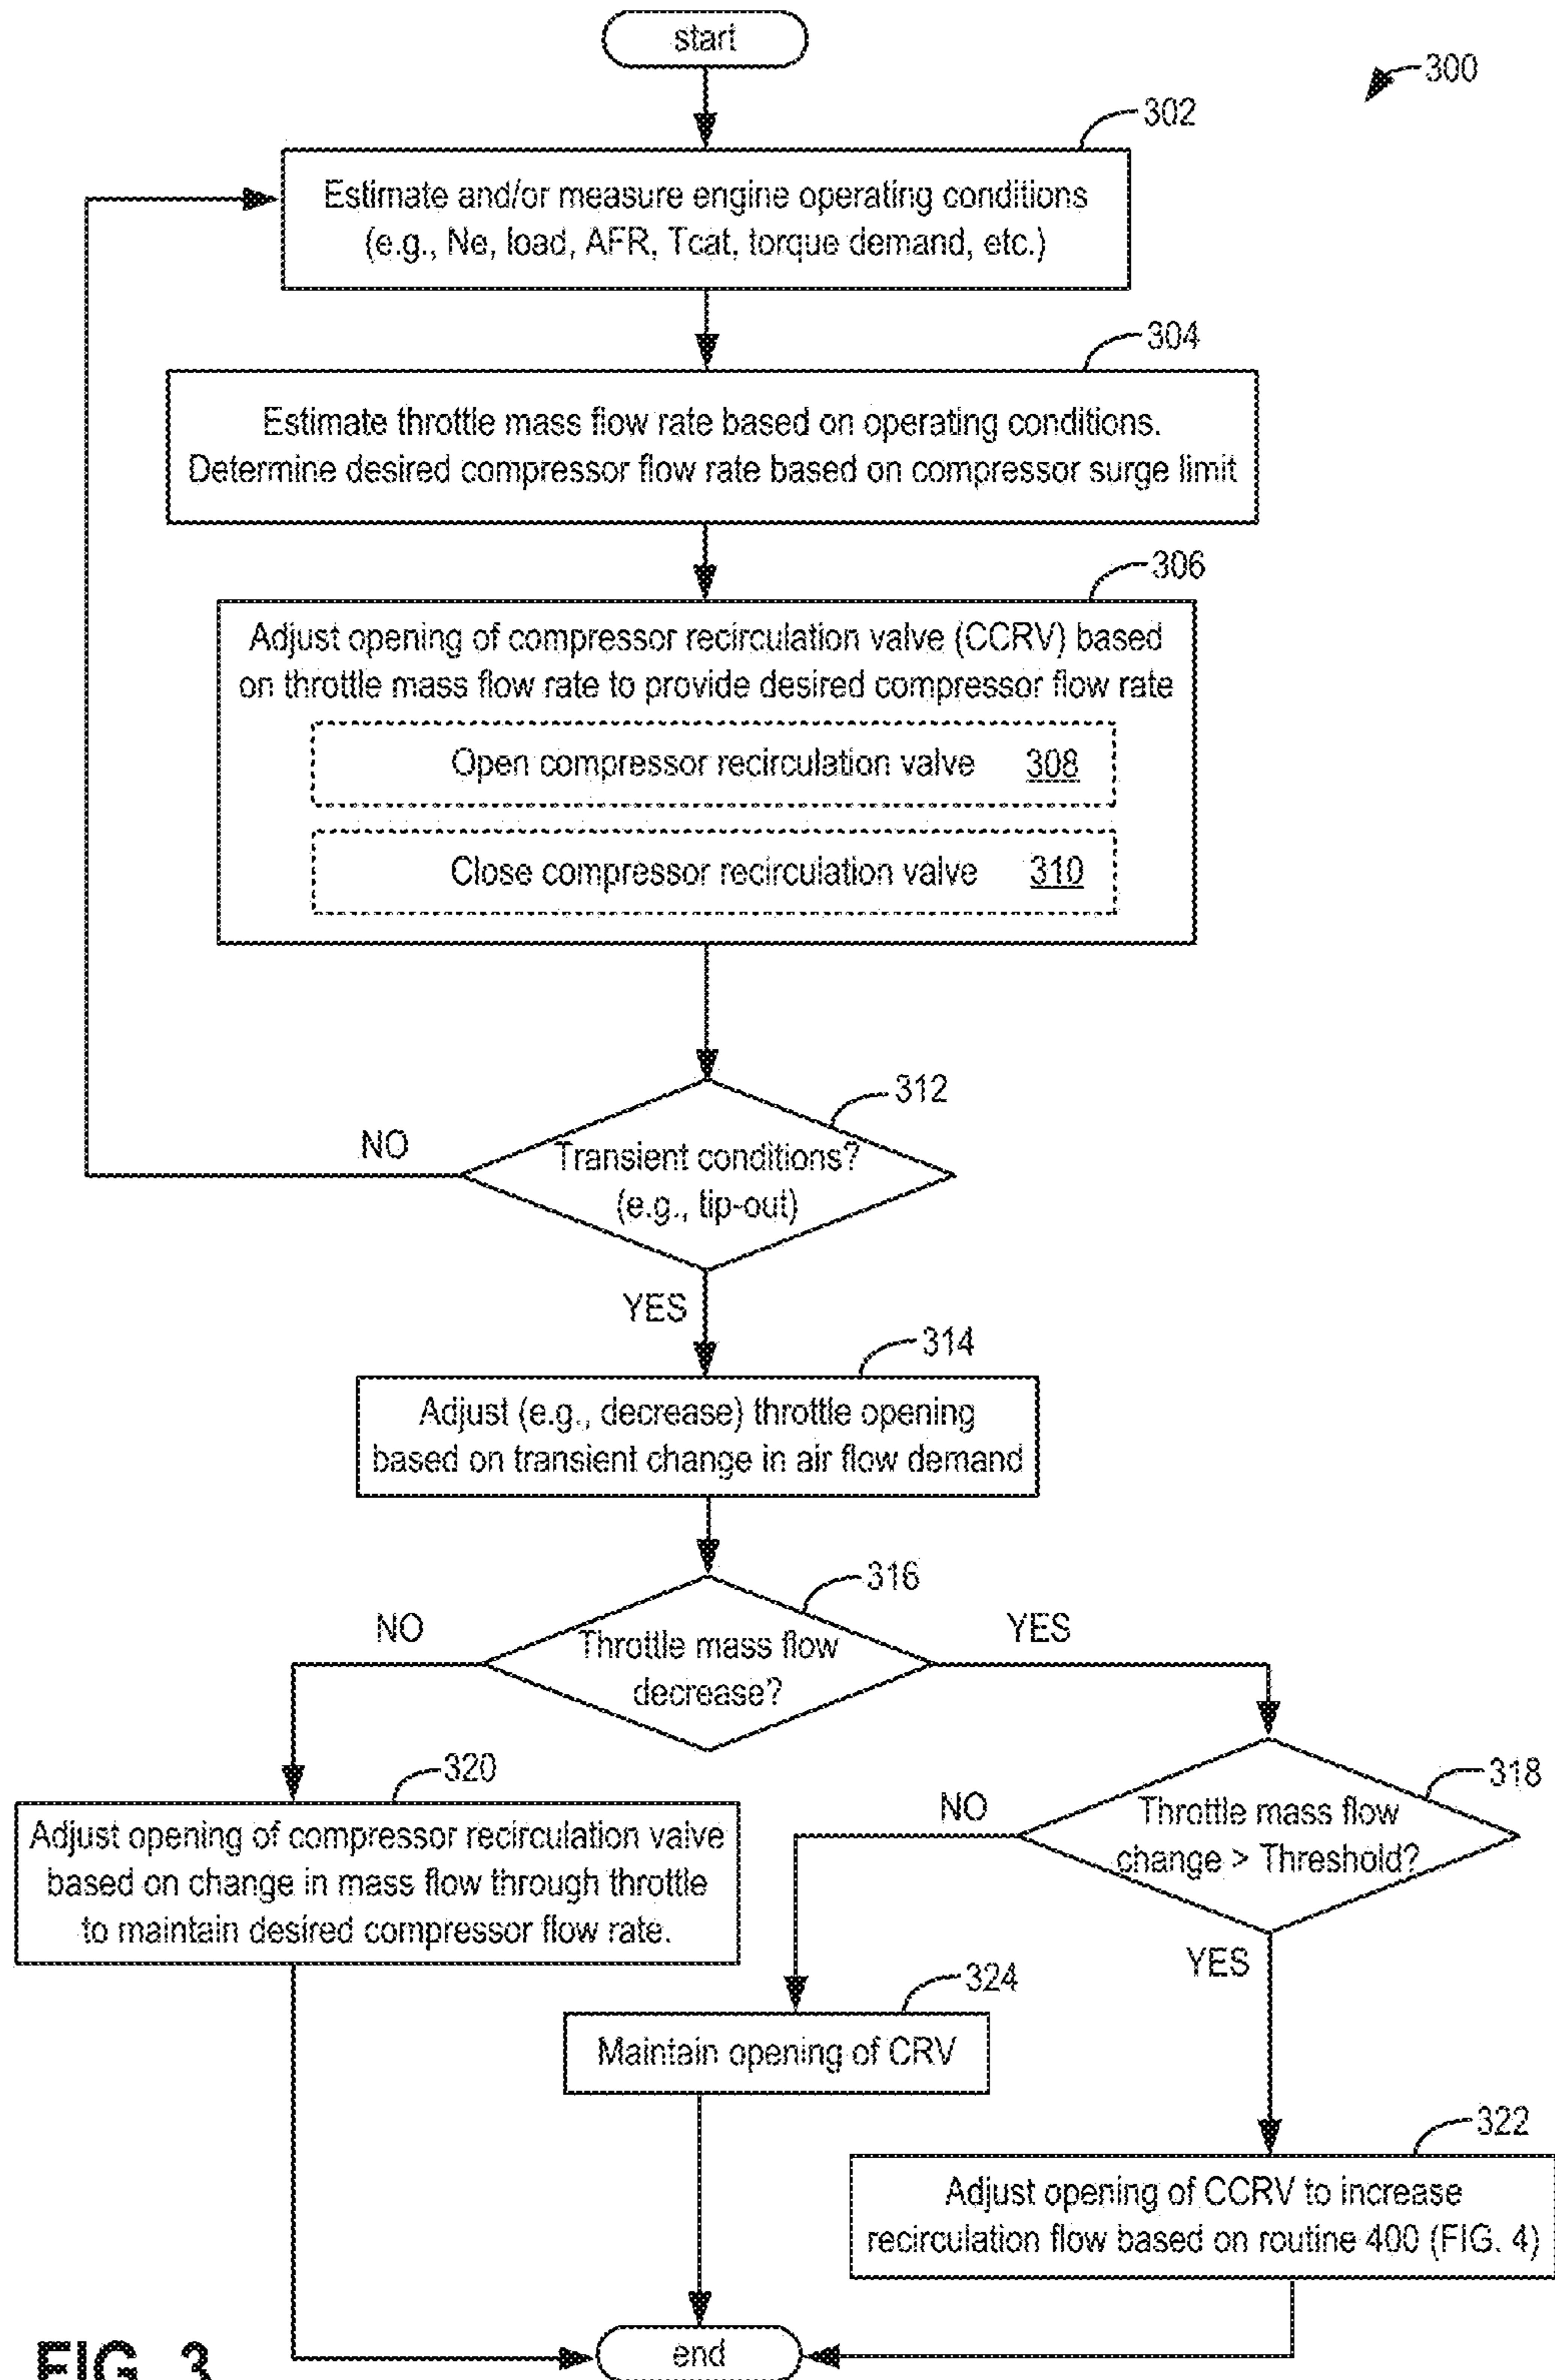 start
300
302
Estimate and/or measure engine operating conditions
(e.g., Ne, load, AFR, Tcat, torque demand, etc.)
304
Estimate throttle mass flow rate based on operating conditions.
Determine desired compressor flow rate based on compressor surge limit
306
Adjust opening of compressor recirculation valve (CCRV) based
on throttle mass flow rate to provide desired compressor flow rate
Open compressor recirculation valve 308
Close compressor recirculation valve 310
312
NO
Transient conditions?
(e.g., tip-out)
YES
314
Adjust (e.g., decrease) throttle opening
based on transient change in air flow demand
316
NO
YES
Throttle mass flow
decrease?
320
318
Adjust opening of compressor recirculation valve
based on change in mass flow through throttle
to maintain desired compressor flow rate.
NO
Throttle mass flow
change > Threshold?
YES
324
Maintain opening of CRV
322
Adjust opening of CCRV to increase
recirculation flow based on routine 400 (FIG. 4)
end
FIG. 3